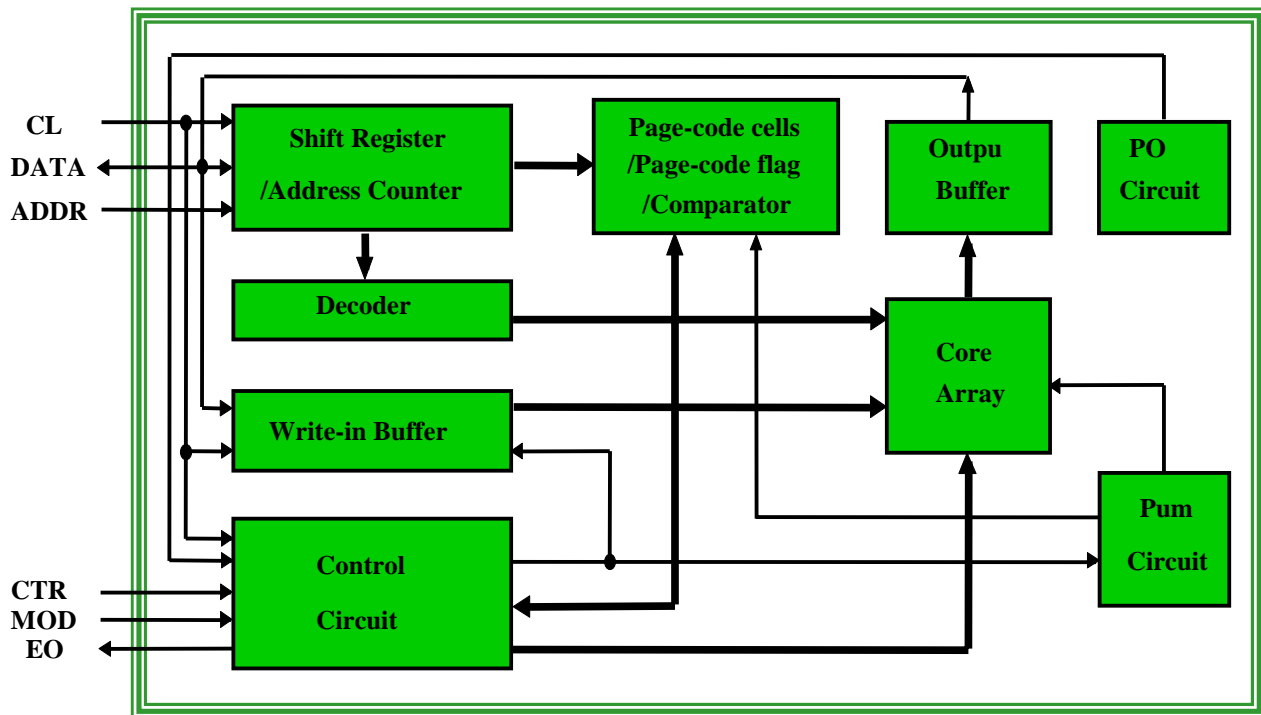 CL
DATA
ADDR
Shift Register
/Address Counter
Page-code cells
/Page-code flag
/Comparator
Outpu
Buffer
PO
Circuit
Decoder
Core
Array
Write-in Buffer
Control
Circuit
Pum
Circuit
CTR
MOD
EO